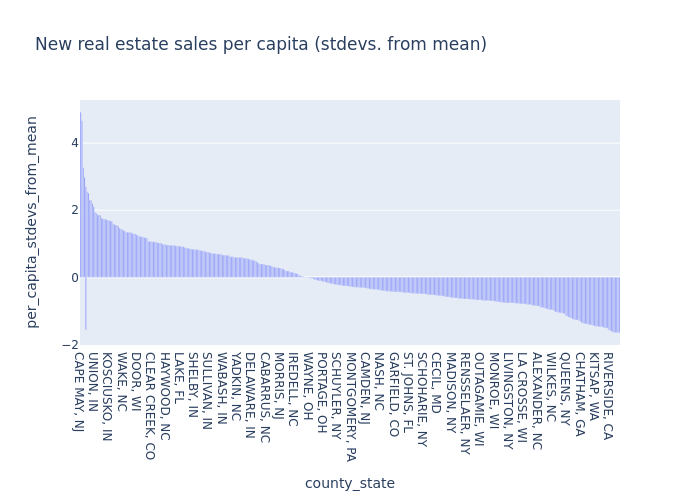 New real estate sales per capita (stdevs. from mean)
per_capita_stdevs_from_mean
4
2
0
−2
CAPE MAY, NJ
UNION, IN
KOSCIUSKO, IN
WAKE, NC
DOOR, WI
CLEAR CREEK, CO
HAYWOOD, NC
LAKE, FL
SHELBY, IN
SULLIVAN, IN
WABASH, IN
YADKIN, NC
DELAWARE, IN
CABARRUS, NC
MORRIS, NJ
IREDELL, NC
WAYNE, OH
PORTAGE, OH
SCHUYLER, NY
MONTGOMERY, PA
CAMDEN, NJ
NASH, NC
GARFIELD, CO
ST. JOHNS, FL
SCHOHARIE, NY
CECIL, MD
MADISON, NY
RENSSELAER, NY
OUTAGAMIE, WI
MONROE, WI
LIVINGSTON, NY
LA CROSSE, WI
ALEXANDER, NC
WILKES, NC
QUEENS, NY
CHATHAM, GA
KITSAP, WA
RIVERSIDE, CA
county_state